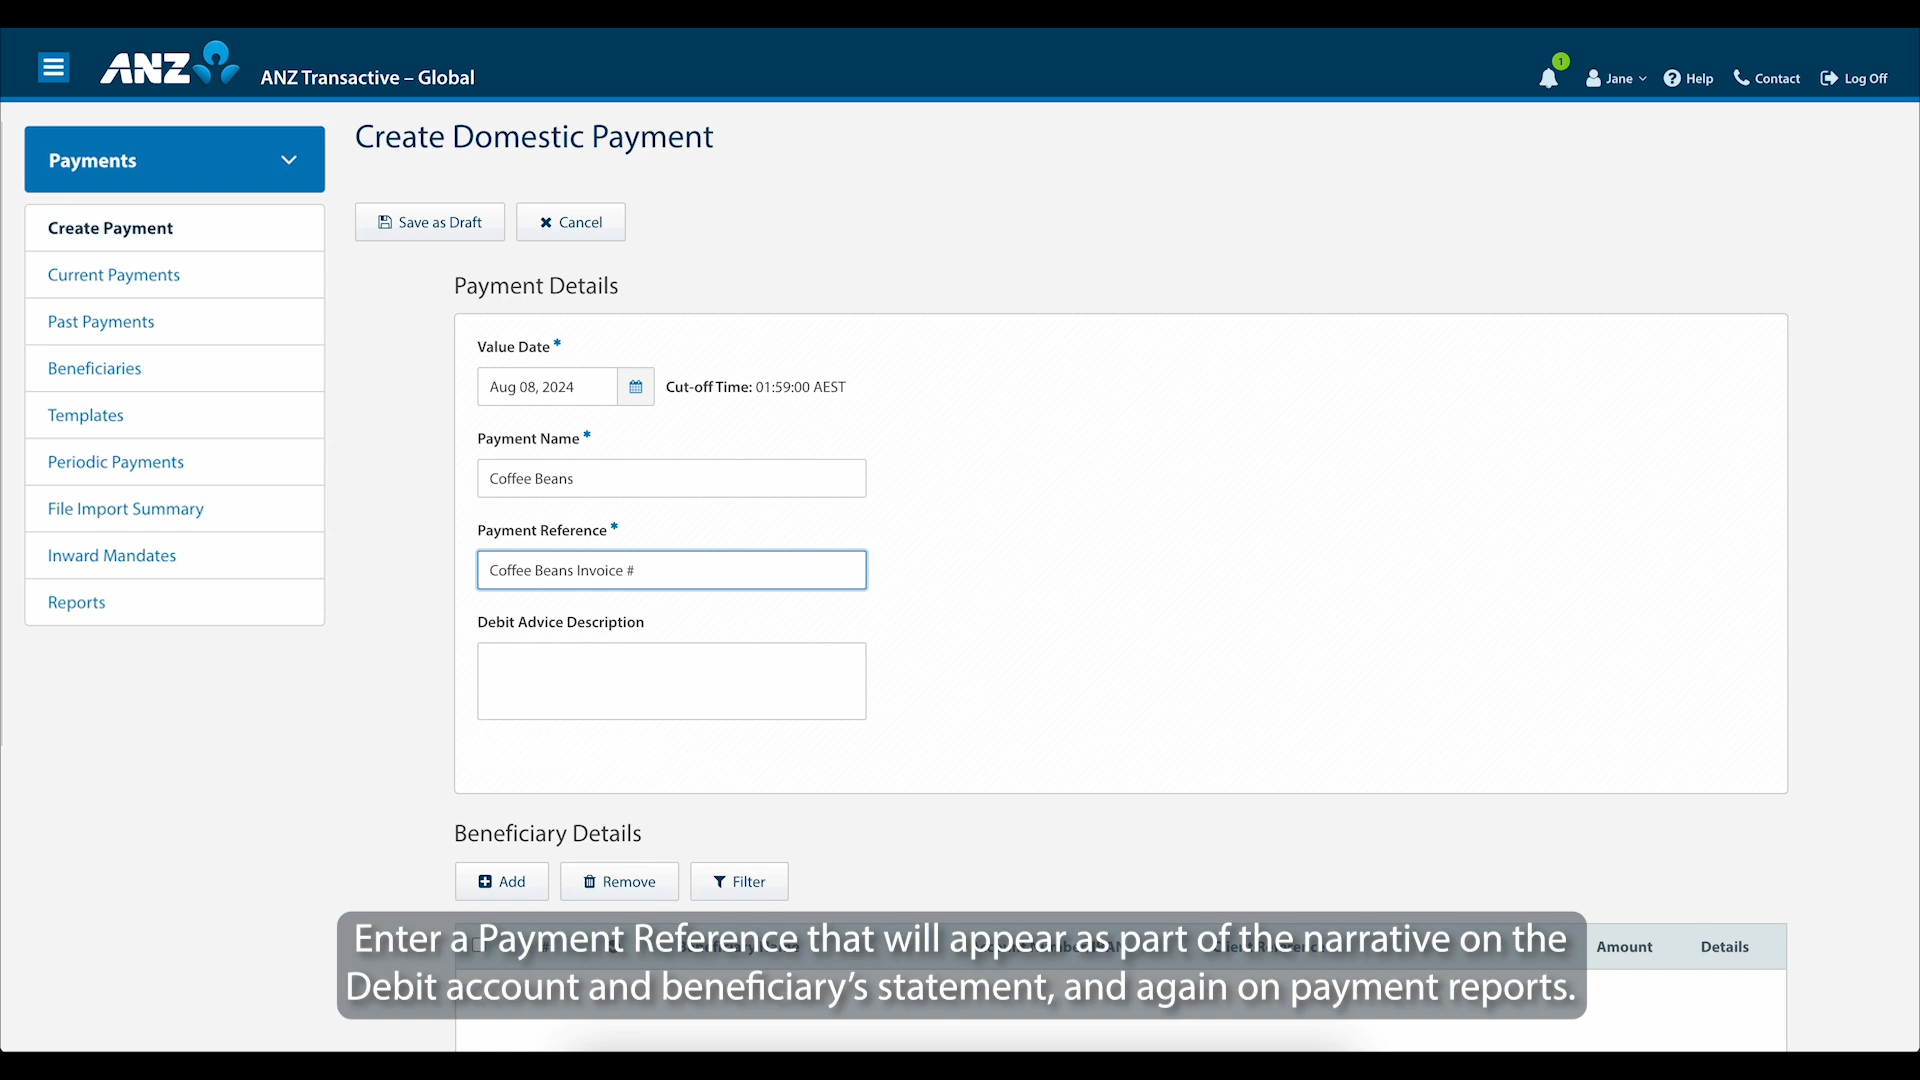 ANZ
ANZ Transactive – Global
1
Jane
Help
Contact
Log Off
Payments
Create Payment
Current Payments
Past Payments
Beneficiaries
Templates
Periodic Payments
File Import Summary
Inward Mandates
Reports
Create Domestic Payment
Save as Draft
Cancel
Payment Details
Value Date *
Aug 08, 2024
Cut-off Time: 01:59:00 AEST
Payment Name *
Coffee Beans
Payment Reference *
Coffee Beans Invoice #
Debit Advice Description
Beneficiary Details
Add
Remove
Filter
Amount
Details
Enter a Payment Reference that will appear as part of the narrative on the
Debit account and beneficiary’s statement, and again on payment reports.